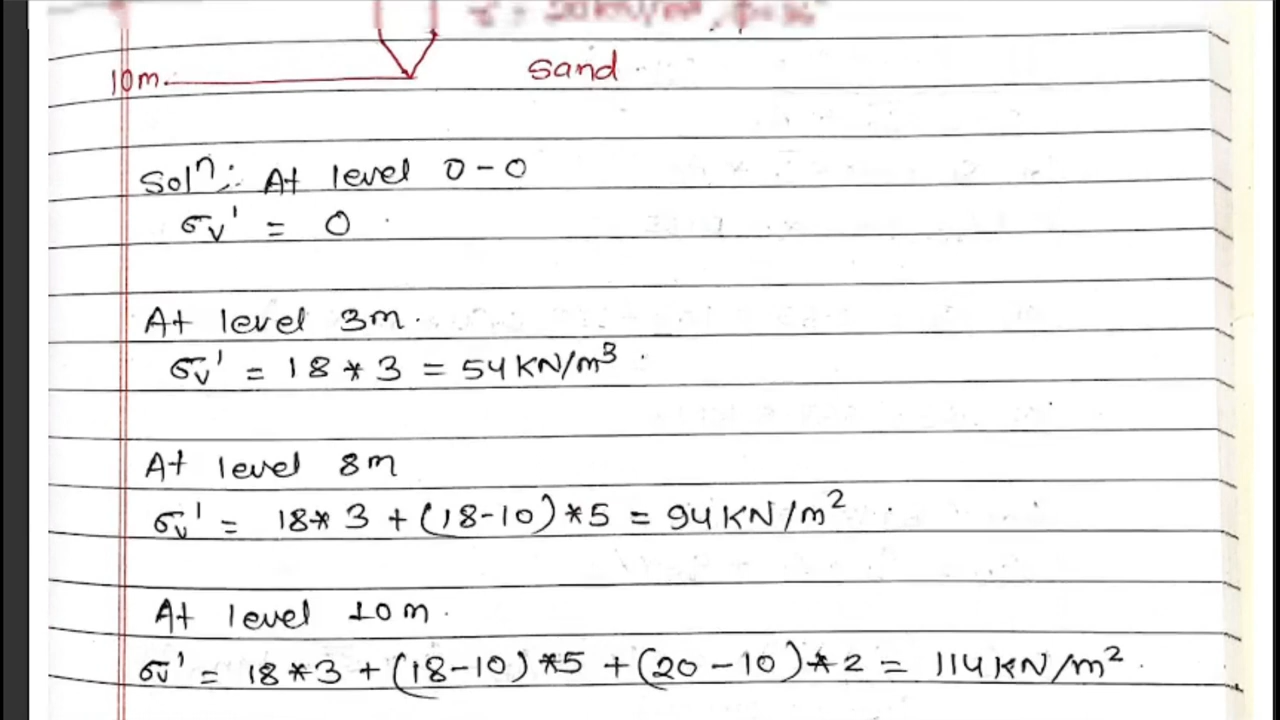 10m.
sand
Solⁿ:. At level 0-0
σv' = 0
At level 3m.
σv' = 18 * 3 = 54 KN/m³
At level 8m
σv' = 18* 3 + (18-10) *5 = 94 KN/m²
At level 10 m.
σv' = 18 *3 + (18-10) *5 + (20-10) *2 = 114 KN/m².